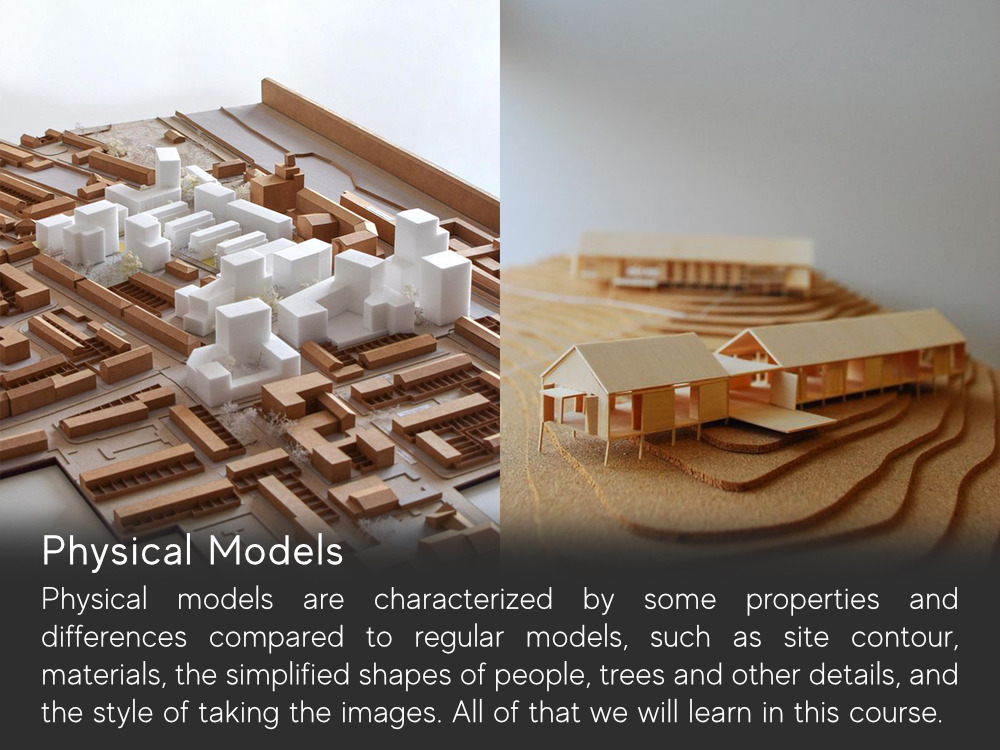 Physical Models
Physical models are characterized by some properties and
differences compared to regular models, such as site contour,
materials, the simplified shapes of people, trees and other details, and
the style of taking the images. All of that we will learn in this course.